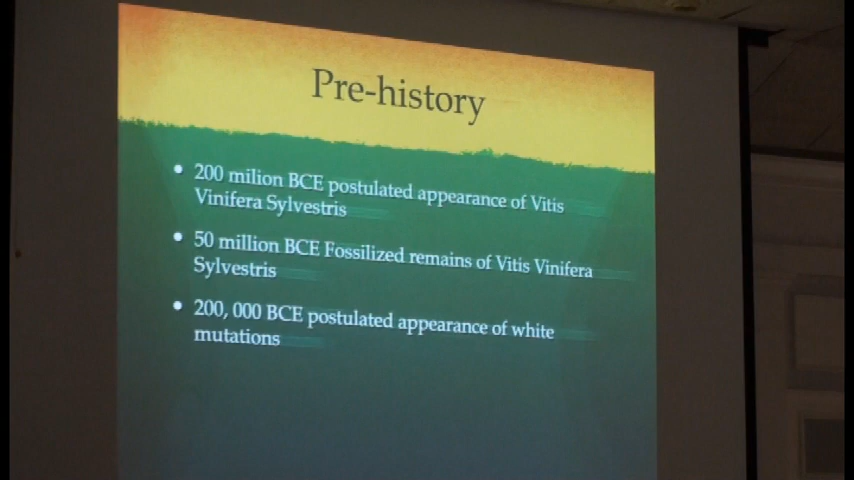 Pre-history
• 200 milion BCE postulated appearance of Vitis
Vinifera Sylvestris
• 50 million BCE Fossilized remains of Vitis Vinifera
Sylvestris
• 200, 000 BCE postulated appearance of white
mutations